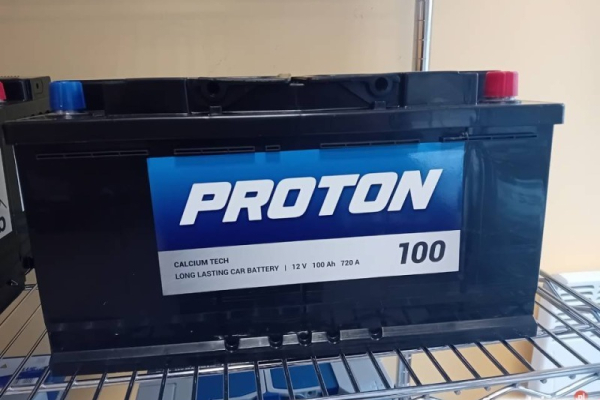 PROTON
CALCIUM TECH
LONG LASTING CAR BATTERY | 12 V 100 Ah 720 A
100